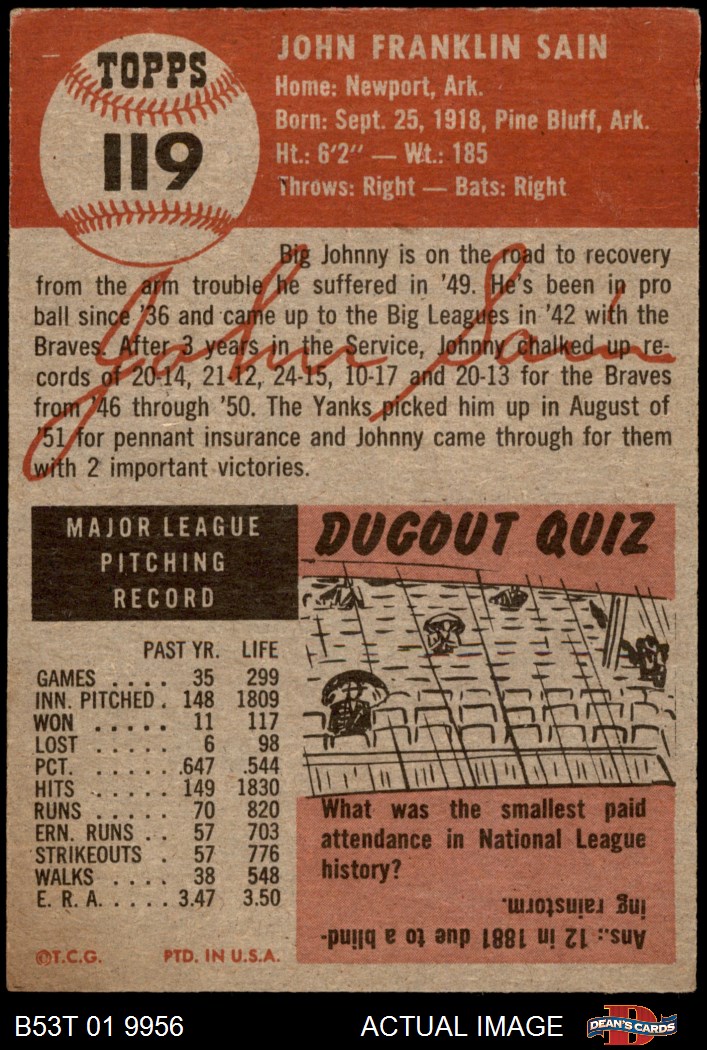 TOPPS
119
JOHN FRANKLIN SAIN
Home: Newport, Ark.
Born: Sept. 25, 1918, Pine Bluff, Ark.
Ht.: 6'2" — Wt.: 185
Throws: Right — Bats: Right
Big Johnny is on the road to recovery
from the arm trouble he suffered in '49. He's been in pro
ball since '36 and came up to the Big Leagues in '42 with the
Braves. After 3 years in the Service, Johnny chalked up re-
cords of 20-14, 21-12, 24-15, 10-17 and 20-13 for the Braves
from '46 through '50. The Yanks picked him up in August of
'51 for pennant insurance and Johnny came through for them
with 2 important victories.
John Sain
MAJOR LEAGUE
PITCHING
RECORD
PAST YR. LIFE
GAMES . . . . 35 299
INN. PITCHED . 148 1809
WON . . . . . 11 117
LOST . . . . . 6 98
PCT. . . . . . .647 .544
HITS . . . . . 149 1830
RUNS . . . . . 70 820
ERN. RUNS . . 57 703
STRIKEOUTS . 57 776
WALKS . . . . 38 548
E. R. A. . . . . . 3.47 3.50
©T.C.G. PTD. IN U.S.A.
DUGOUT QUIZ
What was the smallest paid
attendance in National League
history?
Ans.: 12 in 1881 due to a blind-
ing rainstorm.
B53T 01 9956 ACTUAL IMAGE
DEAN'S CARDS